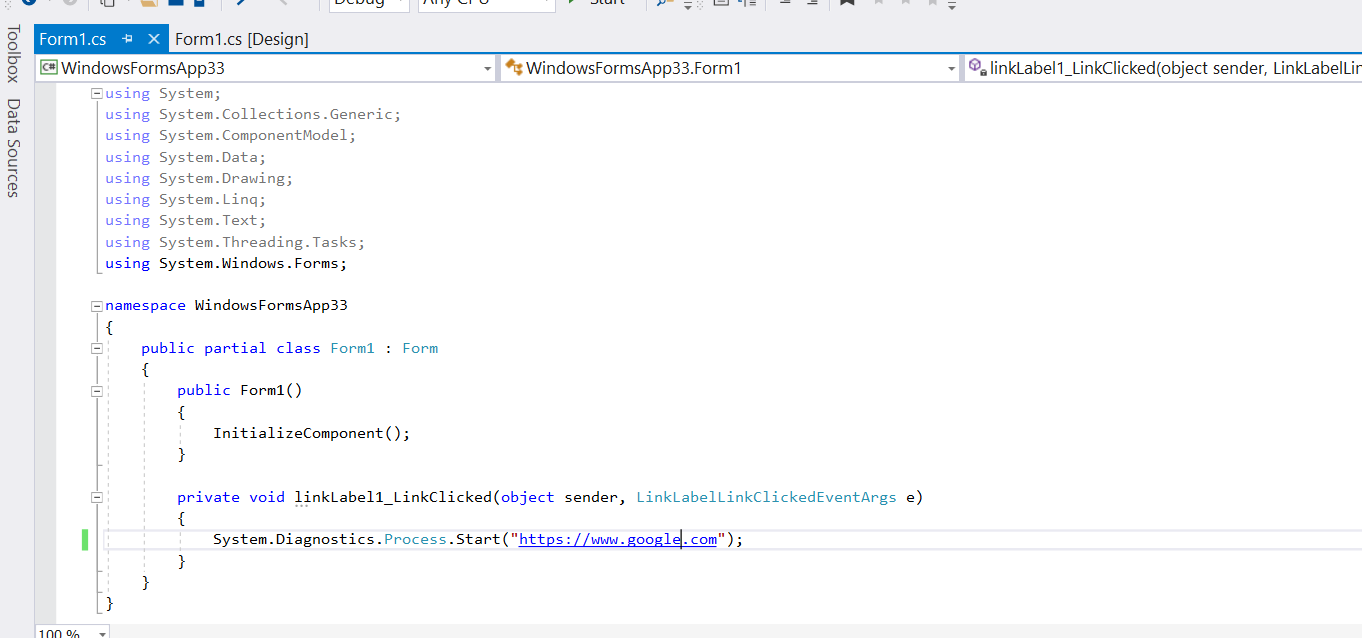 Debug Any CPU Start
Toolbox
Data Sources
Form1.cs Form1.cs [Design]
C# WindowsFormsApp33 WindowsFormsApp33.Form1 linkLabel1_LinkClicked(object sender, LinkLabelLin
using System;
using System.Collections.Generic;
using System.ComponentModel;
using System.Data;
using System.Drawing;
using System.Linq;
using System.Text;
using System.Threading.Tasks;
using System.Windows.Forms;
namespace WindowsFormsApp33
{
public partial class Form1 : Form
{
public Form1()
{
InitializeComponent();
}
private void linkLabel1_LinkClicked(object sender, LinkLabelLinkClickedEventArgs e)
{
System.Diagnostics.Process.Start("https://www.google.com");
}
}
}
100 %